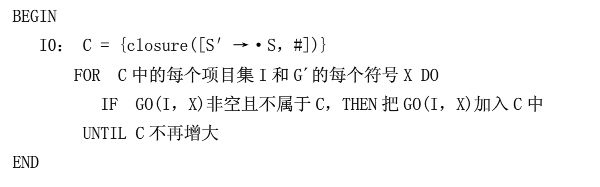 BEGIN
I0: C = {closure([S′→·S, #])}
FOR C中的每个项目集 I 和 G′的每个符号 X DO
IF GO(I, X)非空且不属于 C, THEN 把 GO(I, X)加入 C 中
UNTIL C 不再增大
END